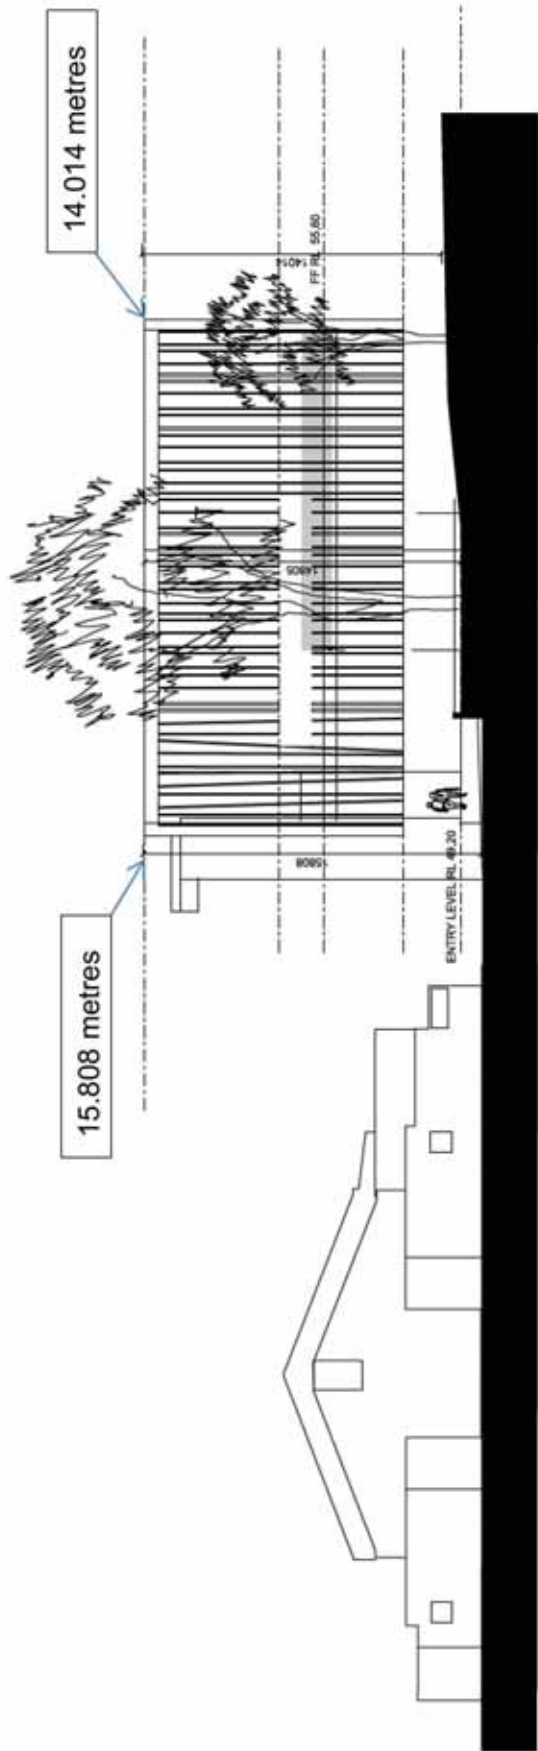 15.808 metres
14.014 metres
15808
14805
14014
FF RL 55,60
ENTRY LEVEL RL 49,20